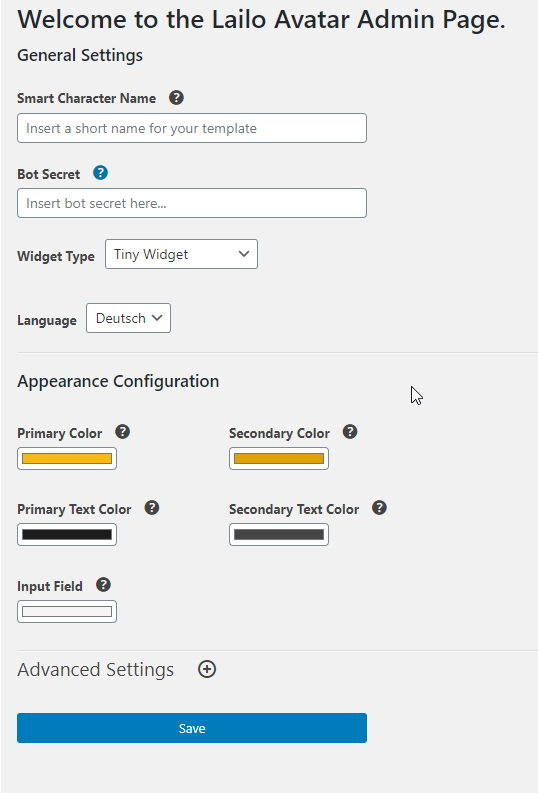 Welcome to the Lailo Avatar Admin Page.
General Settings
Smart Character Name ?
Insert a short name for your template
Bot Secret ?
Insert bot secret here...
Widget Type Tiny Widget
Language Deutsch
Appearance Configuration
Primary Color ? Secondary Color ?
Primary Text Color ? Secondary Text Color ?
Input Field ?
Advanced Settings
Save